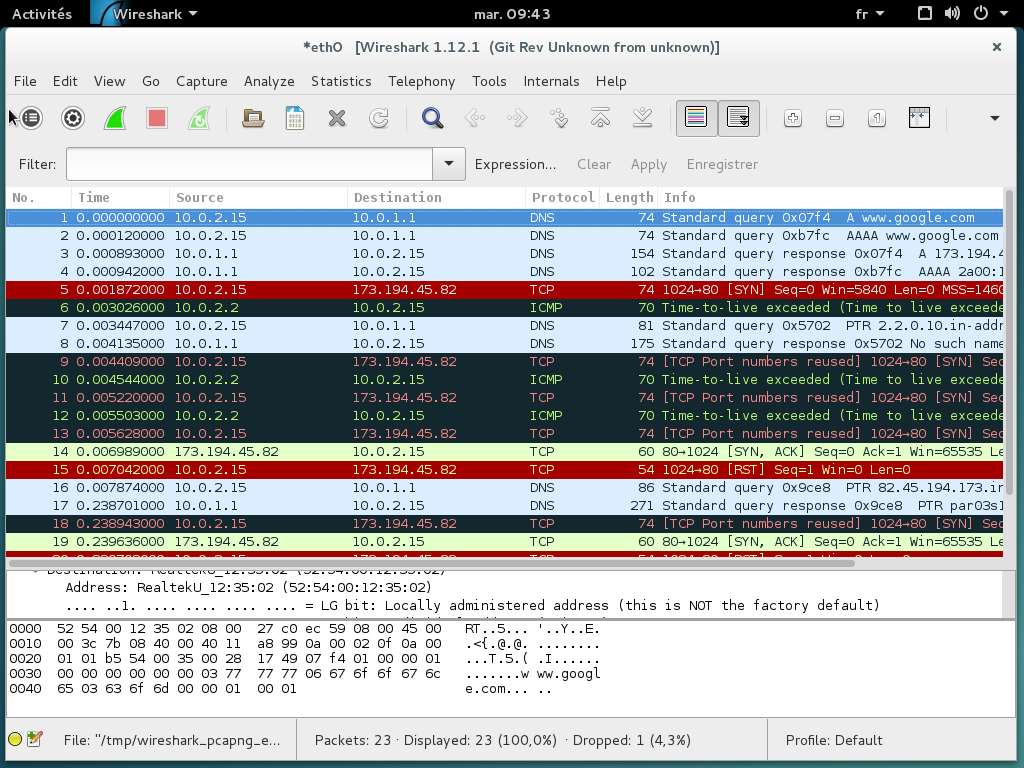 Activités Wireshark mar. 09:43 fr
*eth0 [Wireshark 1.12.1 (Git Rev Unknown from unknown)]
File Edit View Go Capture Analyze Statistics Telephony Tools Internals Help
Filter: Expression... Clear Apply Enregistrer
No. Time Source Destination Protocol Length Info
1 0.000000000 10.0.2.15 10.0.1.1 DNS 74 Standard query 0x07f4 A www.google.com
2 0.000120000 10.0.2.15 10.0.1.1 DNS 74 Standard query 0xb7fc AAAA www.google.com
3 0.000893000 10.0.1.1 10.0.2.15 DNS 154 Standard query response 0x07f4 A 173.194.4
4 0.000942000 10.0.1.1 10.0.2.15 DNS 102 Standard query response 0xb7fc AAAA 2a00:1
5 0.001872000 10.0.2.15 173.194.45.82 TCP 74 1024→80 [SYN] Seq=0 Win=5840 Len=0 MSS=1460
6 0.003026000 10.0.2.2 10.0.2.15 ICMP 70 Time-to-live exceeded (Time to live exceede
7 0.003447000 10.0.2.15 10.0.1.1 DNS 81 Standard query 0x5702 PTR 2.2.0.10.in-addr
8 0.004135000 10.0.1.1 10.0.2.15 DNS 175 Standard query response 0x5702 No such name
9 0.004409000 10.0.2.15 173.194.45.82 TCP 74 [TCP Port numbers reused] 1024→80 [SYN] Sec
10 0.004544000 10.0.2.2 10.0.2.15 ICMP 70 Time-to-live exceeded (Time to live exceede
11 0.005220000 10.0.2.15 173.194.45.82 TCP 74 [TCP Port numbers reused] 1024→80 [SYN] Sec
12 0.005503000 10.0.2.2 10.0.2.15 ICMP 70 Time-to-live exceeded (Time to live exceede
13 0.005628000 10.0.2.15 173.194.45.82 TCP 74 [TCP Port numbers reused] 1024→80 [SYN] Sec
14 0.006989000 173.194.45.82 10.0.2.15 TCP 60 80→1024 [SYN, ACK] Seq=0 Ack=1 Win=65535 Le
15 0.007042000 10.0.2.15 173.194.45.82 TCP 54 1024→80 [RST] Seq=1 Win=0 Len=0
16 0.007874000 10.0.2.15 10.0.1.1 DNS 86 Standard query 0x9ce8 PTR 82.45.194.173.in
17 0.238701000 10.0.1.1 10.0.2.15 DNS 271 Standard query response 0x9ce8 PTR par03s1
18 0.238943000 10.0.2.15 173.194.45.82 TCP 74 [TCP Port numbers reused] 1024→80 [SYN] Sec
19 0.239636000 173.194.45.82 10.0.2.15 TCP 60 80→1024 [SYN, ACK] Seq=0 Ack=1 Win=65535 Le
Destination: RealtekU_12:35:02 (52:54:00:12:35:02)
Address: RealtekU_12:35:02 (52:54:00:12:35:02)
.... ..1. .... .... .... .... = LG bit: Locally administered address (this is NOT the factory default)
0000 52 54 00 12 35 02 08 00 27 c0 ec 59 08 00 45 00 RT..5... '..Y..E.
0010 00 3c 7b 08 40 00 40 11 a8 99 0a 00 02 0f 0a 00 .<{.@.@. ........
0020 01 01 b5 54 00 35 00 28 17 49 07 f4 01 00 00 01 ...T.5.( .I......
0030 00 00 00 00 00 00 03 77 77 77 06 67 6f 6f 67 6c .......w ww.googl
0040 65 03 63 6f 6d 00 00 01 00 01 e.com... ..
File: "/tmp/wireshark_pcapng_e... Packets: 23 · Displayed: 23 (100,0%) · Dropped: 1 (4,3%) Profile: Default